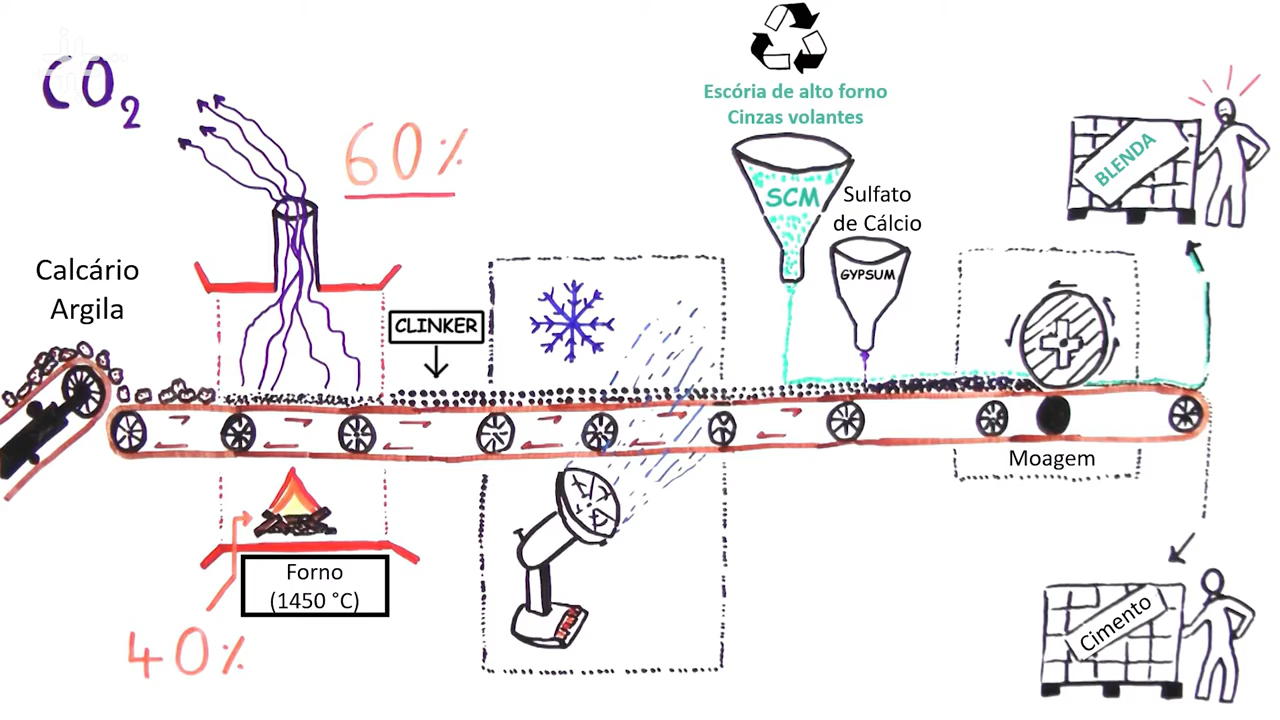 CO2
60%
Calcário
Argila
CLINKER
Escória de alto forno
Cinzas volantes
SCM
Sulfato
de Cálcio
GYPSUM
BLENDA
Moagem
Forno
(1450 °C)
40%
Cimento